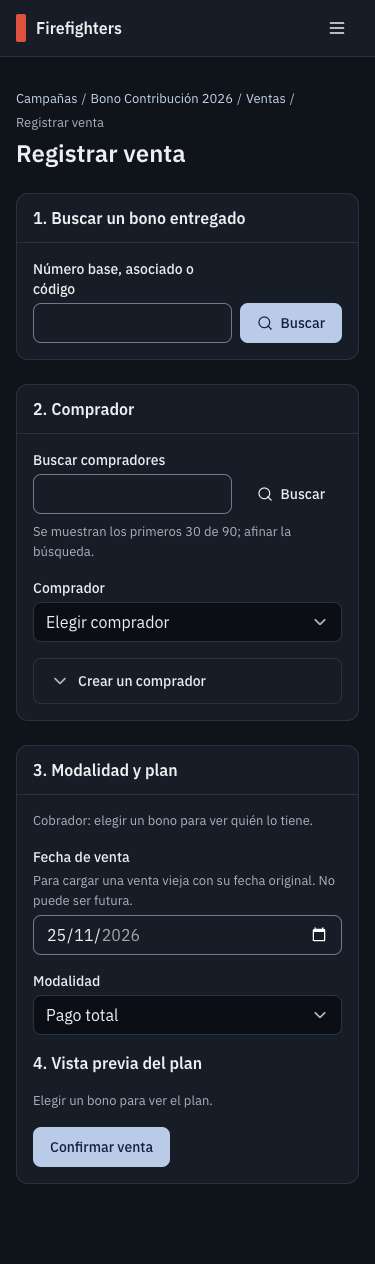 Firefighters
Campañas / Bono Contribución 2026 / Ventas /
Registrar venta
Registrar venta
1. Buscar un bono entregado
Número base, asociado o
código
Buscar
2. Comprador
Buscar compradores
Buscar
Se muestran los primeros 30 de 90; afinar la
búsqueda.
Comprador
Elegir comprador
Crear un comprador
3. Modalidad y plan
Cobrador: elegir un bono para ver quién lo tiene.
Fecha de venta
Para cargar una venta vieja con su fecha original. No
puede ser futura.
25/11/2026
Modalidad
Pago total
4. Vista previa del plan
Elegir un bono para ver el plan.
Confirmar venta